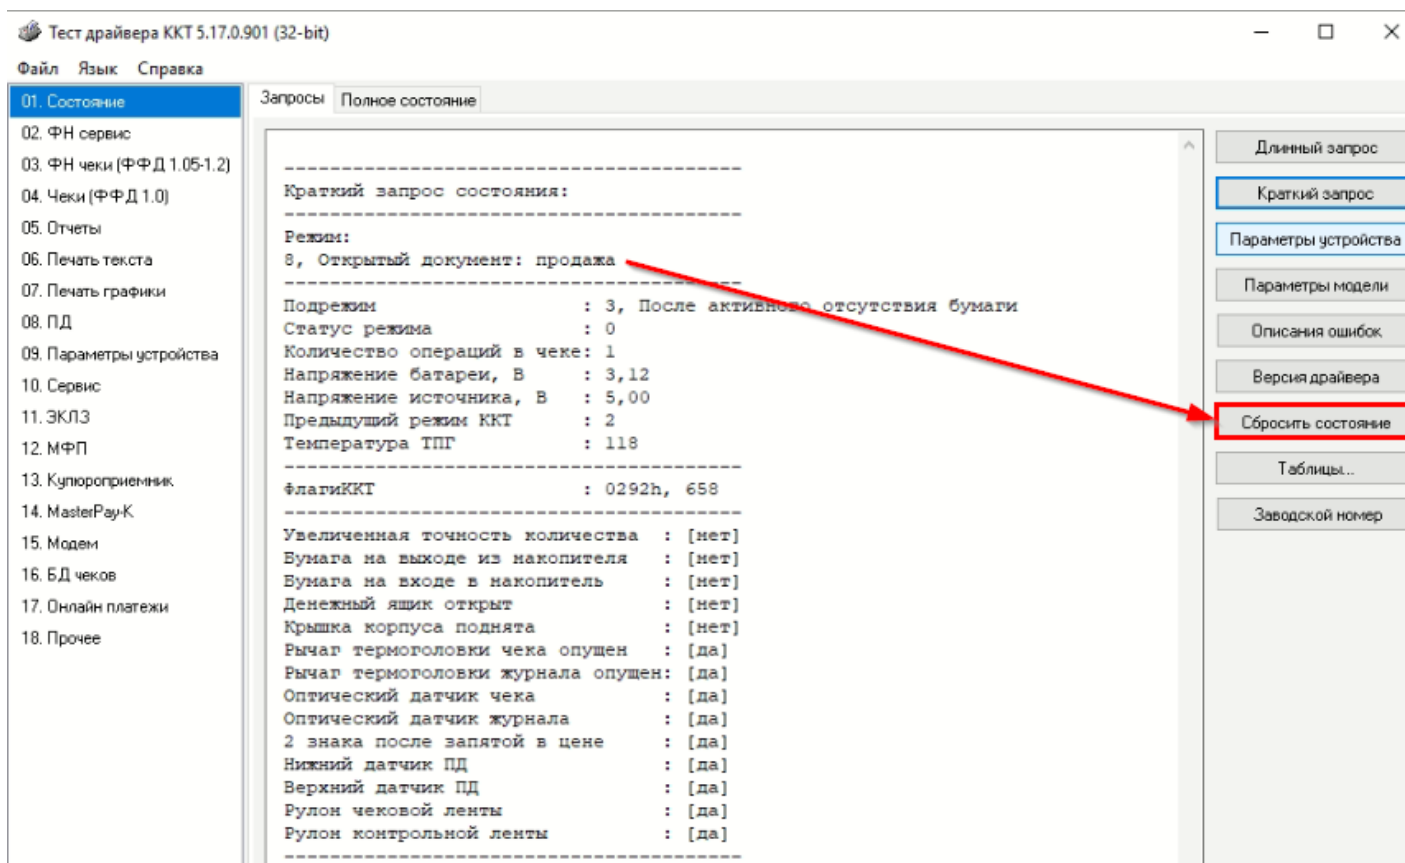 Тест драйвера ККТ 5.17.0.901 (32-bit)
Файл Язык Справка
01. Состояние
02. ФН сервис
03. ФН чеки (ФФД 1.05-1.2)
04. Чеки (ФФД 1.0)
05. Отчеты
06. Печать текста
07. Печать графики
08. ПД
09. Параметры устройства
10. Сервис
11. ЭКЛЗ
12. МФП
13. Купюроприемник
14. MasterPay-K
15. Модем
16. БД чеков
17. Онлайн платежи
18. Прочее
Запросы Полное состояние
----------------------------------------
Краткий запрос состояния:
----------------------------------------
Режим:
8, Открытый документ: продажа
----------------------------------------
Подрежим : 3, После активного отсутствия бумаги
Статус режима : 0
Количество операций в чеке: 1
Напряжение батареи, В : 3,12
Напряжение источника, В : 5,00
Предыдущий режим ККТ : 2
Температура ТПГ : 118
----------------------------------------
ФлагиККТ : 0292h, 658
----------------------------------------
Увеличенная точность количества : [нет]
Бумага на выходе из накопителя : [нет]
Бумага на входе в накопитель : [нет]
Денежный ящик открыт : [нет]
Крышка корпуса поднята : [нет]
Рычаг термоголовки чека опущен : [да]
Рычаг термоголовки журнала опущен: [да]
Оптический датчик чека : [да]
Оптический датчик журнала : [да]
2 знака после запятой в цене : [да]
Нижний датчик ПД : [да]
Верхний датчик ПД : [да]
Рулон чековой ленты : [да]
Рулон контрольной ленты : [да]
----------------------------------------
Длинный запрос
Краткий запрос
Параметры устройства
Параметры модели
Описания ошибок
Версия драйвера
Сбросить состояние
Таблицы...
Заводской номер